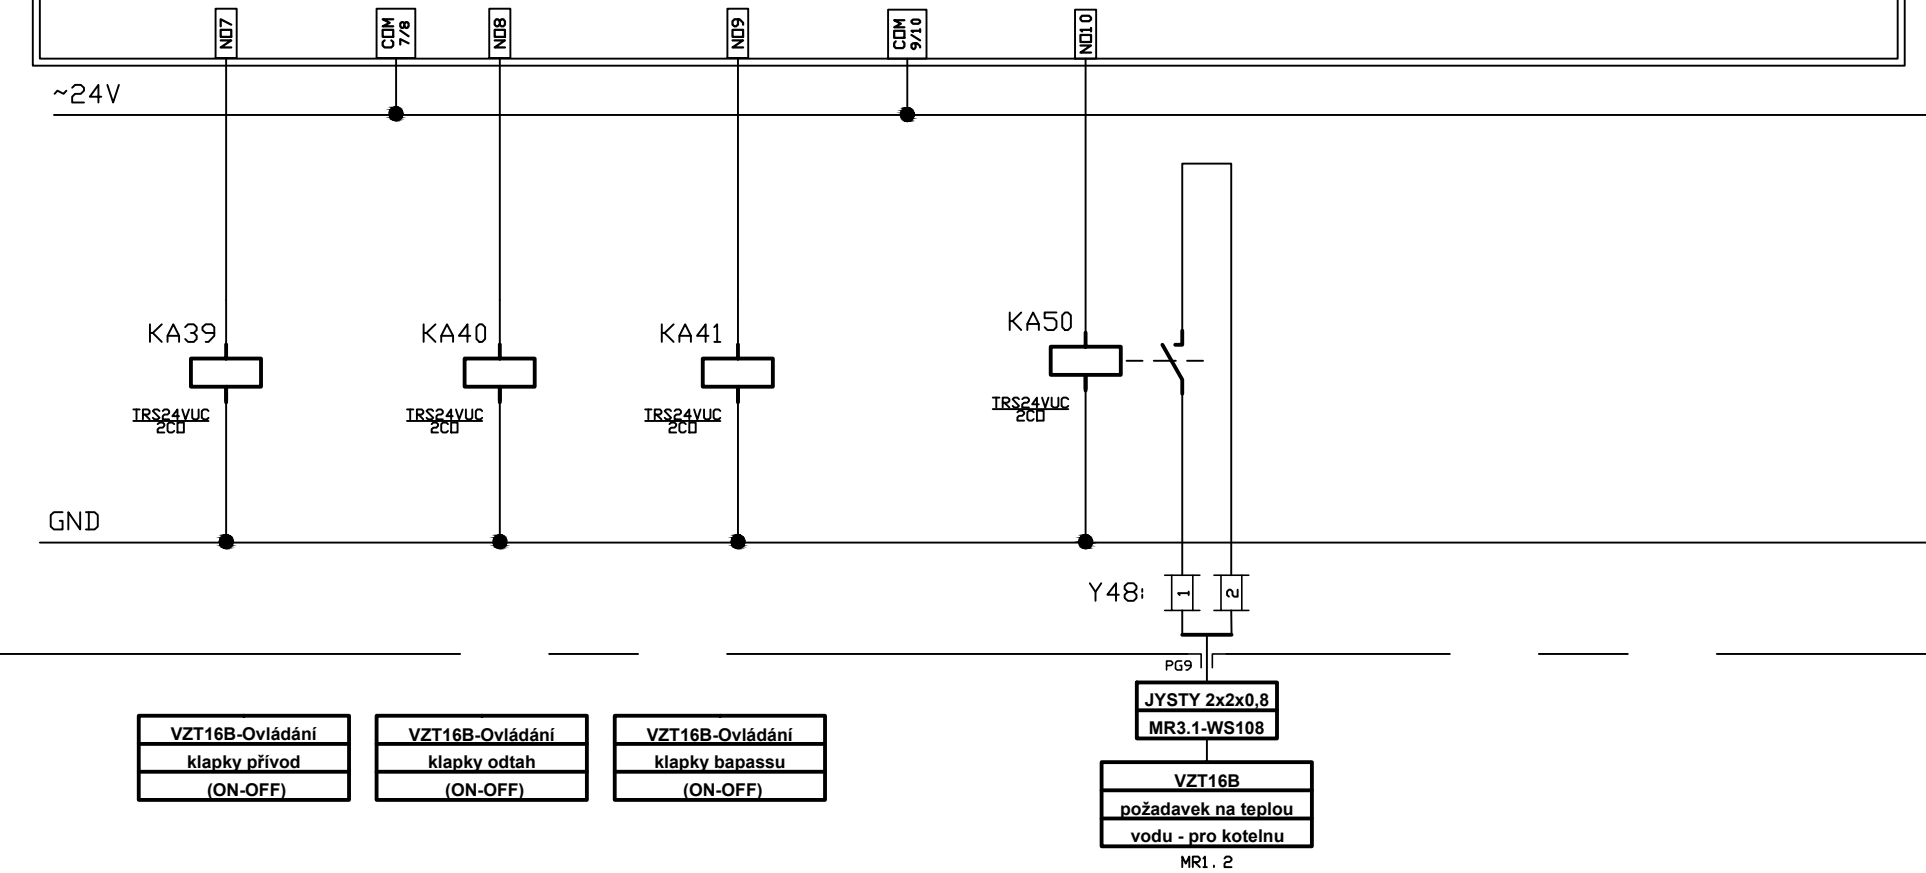 NO7
COM
7/8
NO8
NO9
COM
9/10
NO10
~24V
KA39
KA40
KA41
KA50
TRS24VUC
2CO
TRS24VUC
2CO
TRS24VUC
2CO
TRS24VUC
2CO
GND
Y48:
1
2
PG9
JYSTY 2x2x0,8
MR3.1-WS108
VZT16B-Ovládání
klapky přívod
(ON-OFF)
VZT16B-Ovládání
klapky odtah
(ON-OFF)
VZT16B-Ovládání
klapky bapassu
(ON-OFF)
VZT16B
požadavek na teplou
vodu - pro kotelnu
MR1.2